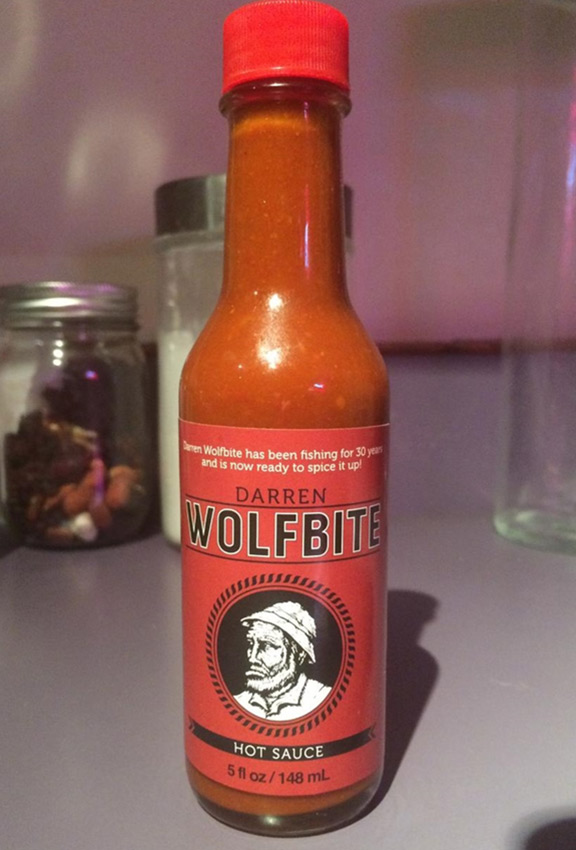 Darren Wolfbite has been fishing for 30 years
and is now ready to spice it up!
DARREN
WOLFBITE
HOT SAUCE
5 fl oz / 148 mL